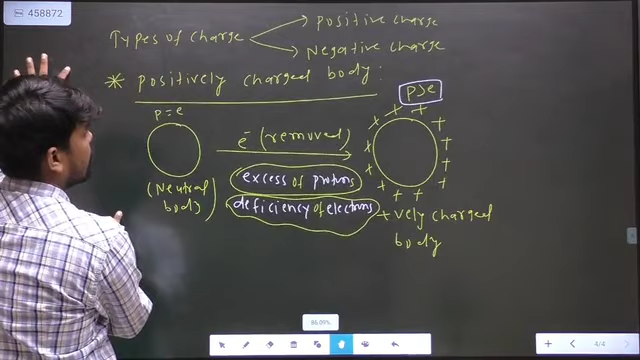 458872
Types of charge
Positive charge
Negative charge
* positively charged body:
p = e
e⁻ (removed)
p>e
excess of protons
deficiency of electrons
(Neutral
body)
+ vely charged
body
86.00%
4/4